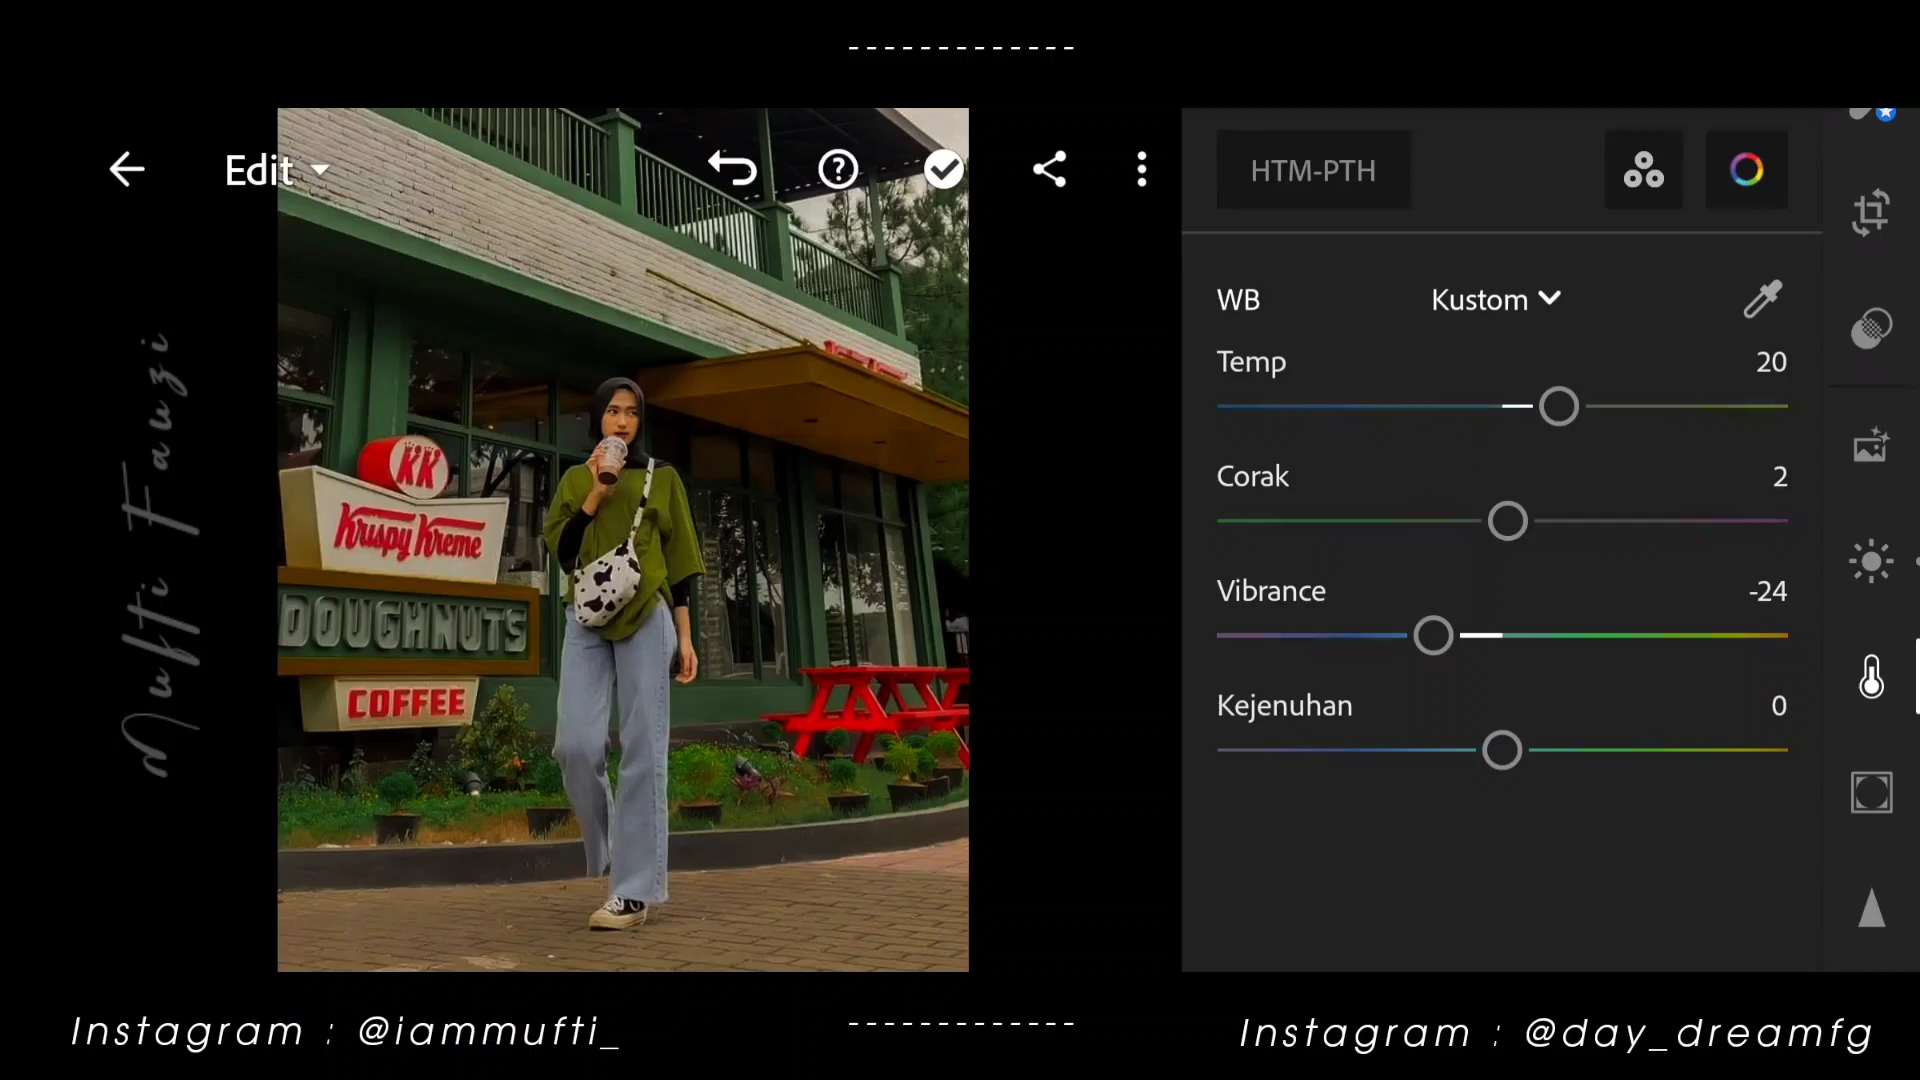 -------------
Edit
HTM-PTH
WB
Kustom
Temp
20
Corak
2
Vibrance
-24
Kejenuhan
0
Mufti Fauzi
KK
Krispy Kreme
DOUGHNUTS
COFFEE
-------------
Instagram : @iammufti_
Instagram : @day_dreamfg